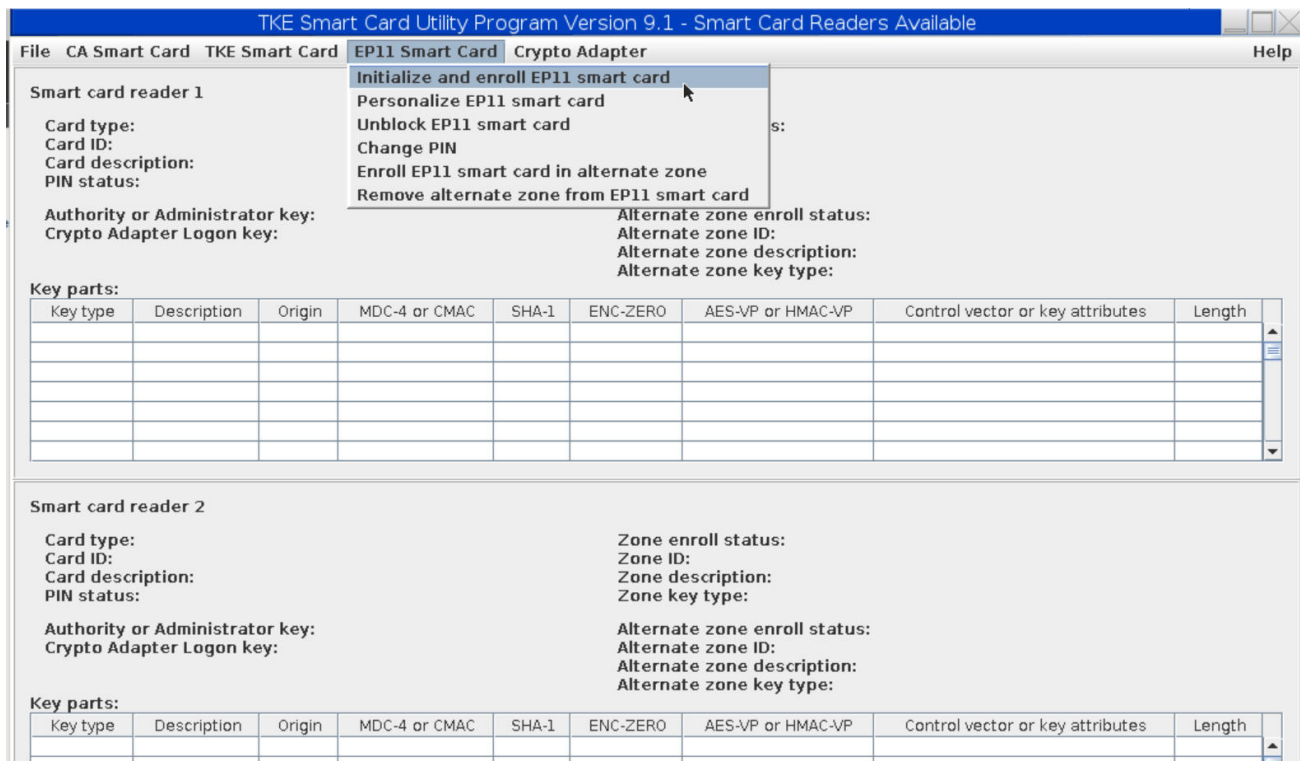 TKE Smart Card Utility Program Version 9.1 - Smart Card Readers Available
File CA Smart Card TKE Smart Card EP11 Smart Card Crypto Adapter Help
Initialize and enroll EP11 smart card
Personalize EP11 smart card
Unblock EP11 smart card
Change PIN
Enroll EP11 smart card in alternate zone
Remove alternate zone from EP11 smart card
Smart card reader 1
Card type: s:
Card ID:
Card description:
PIN status:
Authority or Administrator key: Alternate zone enroll status:
Crypto Adapter Logon key: Alternate zone ID:
Alternate zone description:
Alternate zone key type:
Key parts:
Key type Description Origin MDC-4 or CMAC SHA-1 ENC-ZERO AES-VP or HMAC-VP Control vector or key attributes Length
Smart card reader 2
Card type: Zone enroll status:
Card ID: Zone ID:
Card description: Zone description:
PIN status: Zone key type:
Authority or Administrator key: Alternate zone enroll status:
Crypto Adapter Logon key: Alternate zone ID:
Alternate zone description:
Alternate zone key type:
Key parts:
Key type Description Origin MDC-4 or CMAC SHA-1 ENC-ZERO AES-VP or HMAC-VP Control vector or key attributes Length